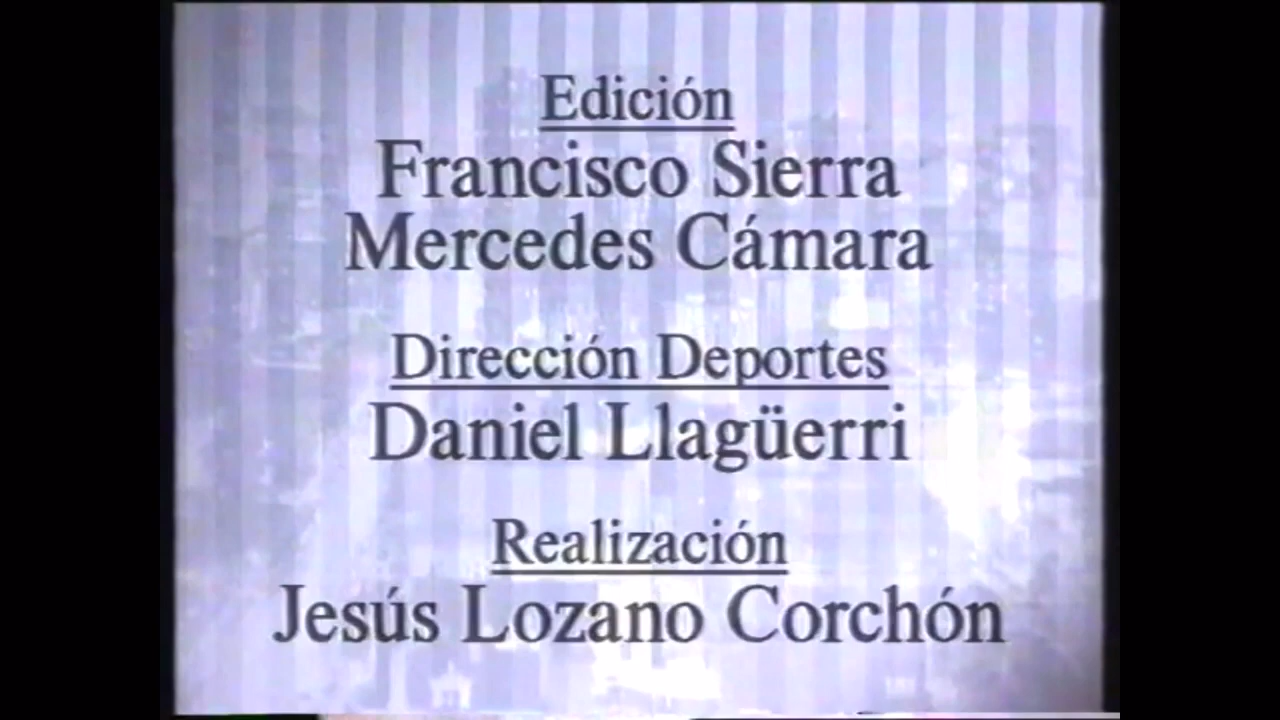 Edición
Francisco Sierra
Mercedes Cámara
Dirección Deportes
Daniel Llagüerri
Realización
Jesús Lozano Corchón